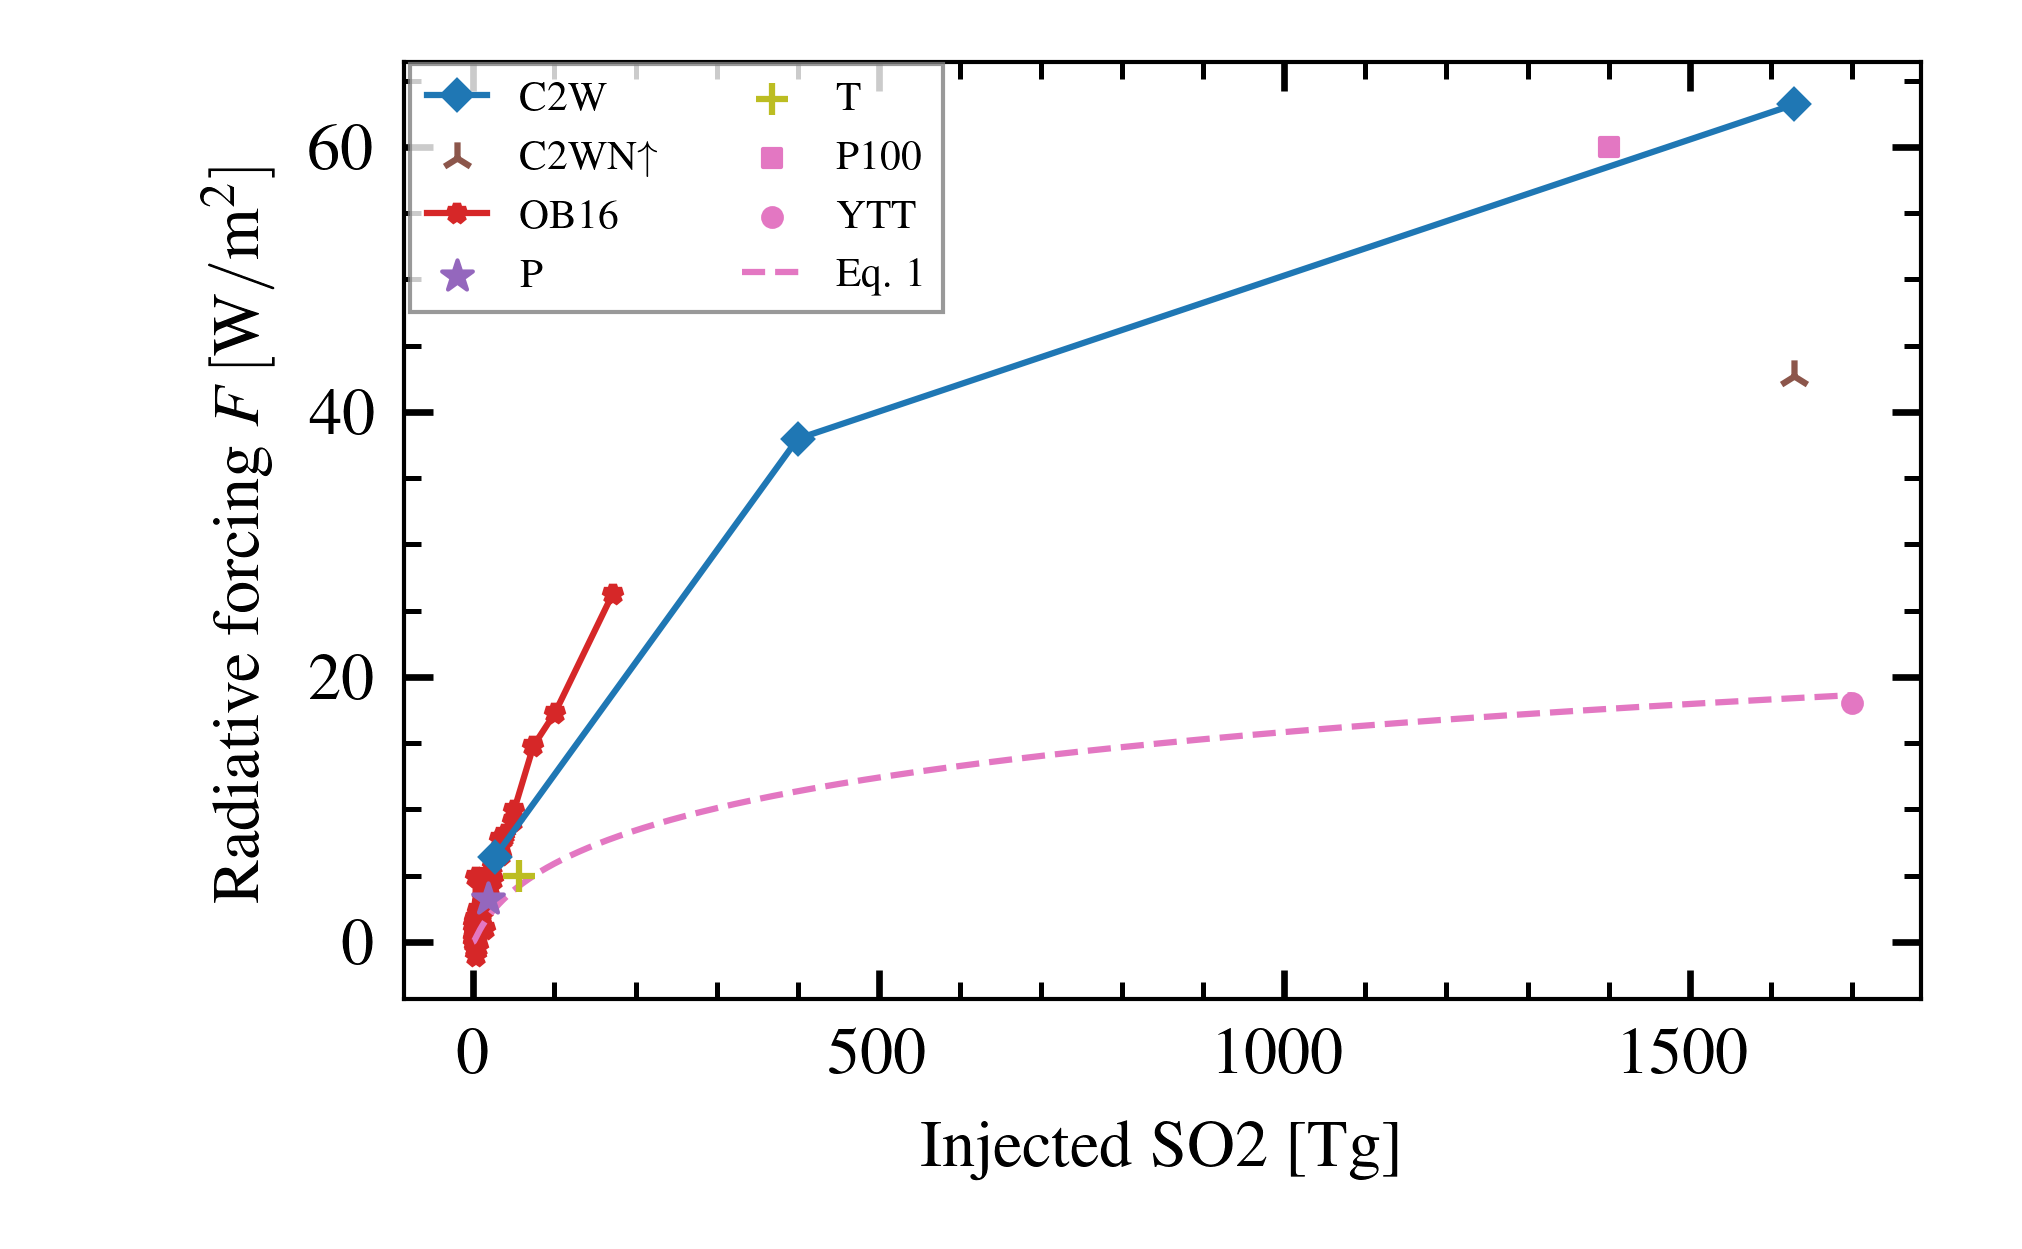 C2W
C2WN↑
OB16
P
T
P100
YTT
Eq. 1
60
40
20
0
Radiative forcing F [W/m²]
0 500 1000 1500
Injected SO2 [Tg]